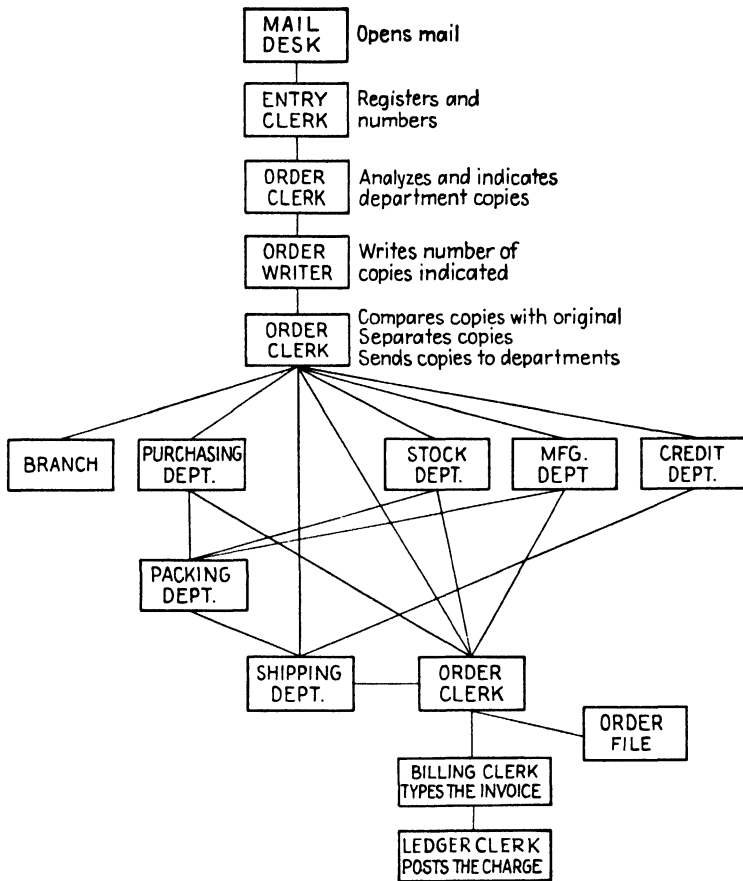 MAIL
DESK
Opens mail
ENTRY
CLERK
Registers and
numbers
ORDER
CLERK
Analyzes and indicates
department copies
ORDER
WRITER
Writes number of
copies indicated
ORDER
CLERK
Compares copies with original
Separates copies
Sends copies to departments
BRANCH
PURCHASING
DEPT.
STOCK
DEPT.
MFG.
DEPT
CREDIT
DEPT.
PACKING
DEPT.
SHIPPING
DEPT.
ORDER
CLERK
ORDER
FILE
BILLING CLERK
TYPES THE INVOICE
LEDGER CLERK
POSTS THE CHARGE